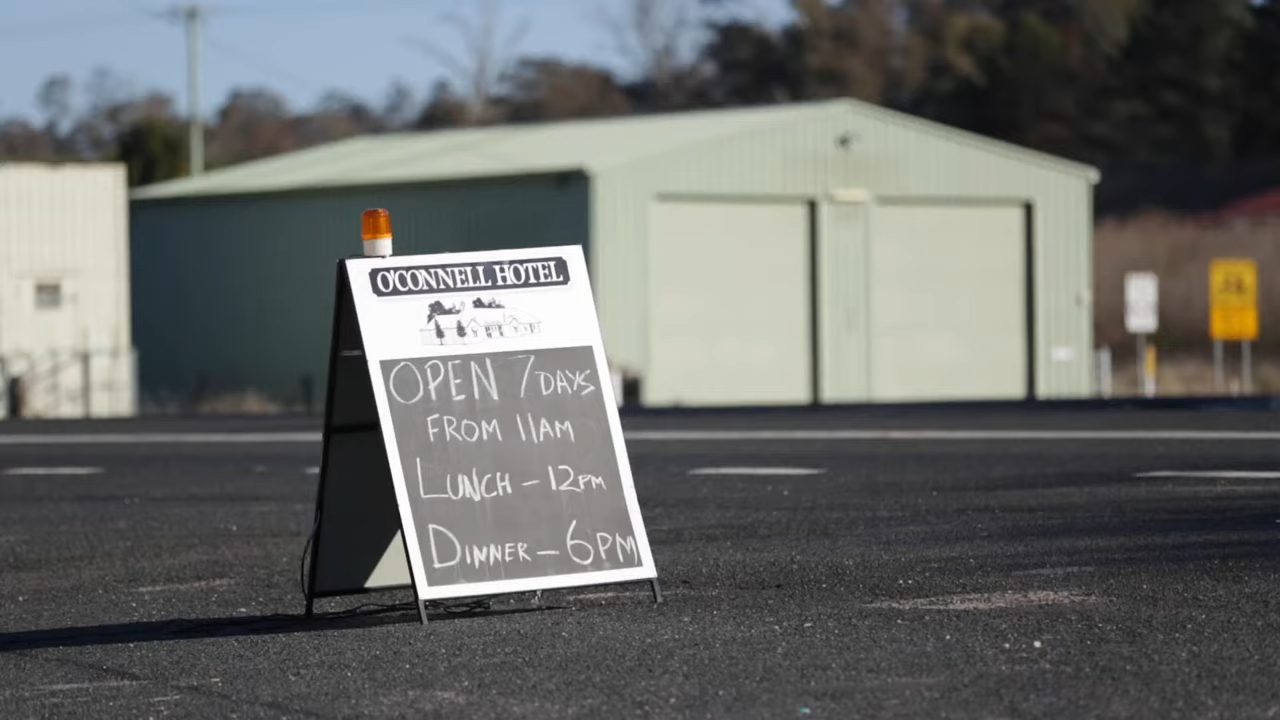 O'CONNELL HOTEL
OPEN 7 DAYS
FROM 11AM
LUNCH - 12PM
DINNER - 6PM